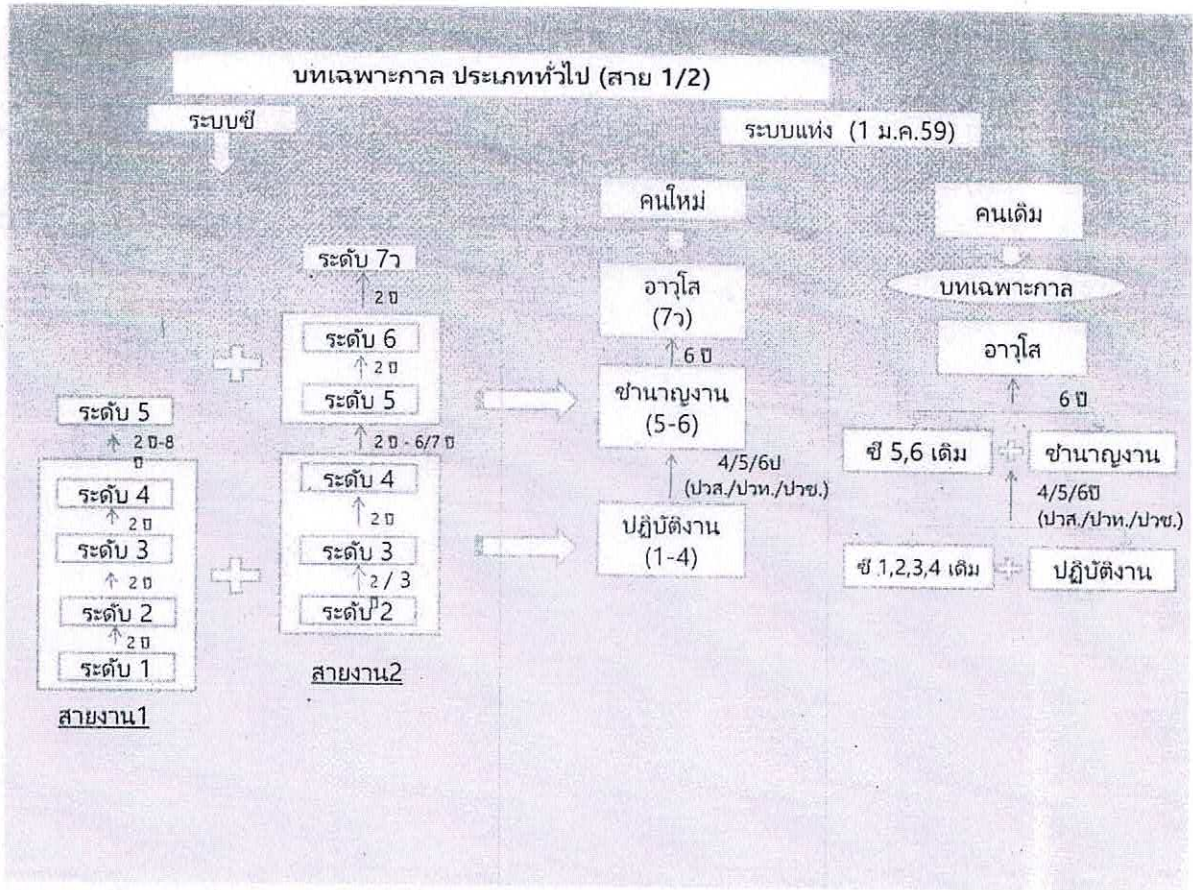 บทเฉพาะกาล ประเภททั่วไป (สาย 1/2)
ระบบซี
ระบบแท่ง (1 ม.ค.59)
ระดับ 5
2 ปี-8
ปี
ระดับ 4
2 ปี
ระดับ 3
2 ปี
ระดับ 2
2 ปี
ระดับ 1
สายงาน1
ระดับ 7ว
2 ปี
ระดับ 6
2 ปี
ระดับ 5
2 ปี - 6/7 ปี
ระดับ 4
2 ปี
ระดับ 3
2 / 3
ปี
ระดับ 2
สายงาน2
คนใหม่
อาวุโส
(7ว)
6 ปี
ชำนาญงาน
(5-6)
4/5/6ป
(ปวส./ปวท./ปวช.)
ปฏิบัติงาน
(1-4)
คนเดิม
บทเฉพาะกาล
อาวุโส
6 ปี
ซี 5,6 เดิม
ชำนาญงาน
4/5/6ปี
(ปวส./ปวท./ปวช.)
ซี 1,2,3,4 เดิม
ปฏิบัติงาน